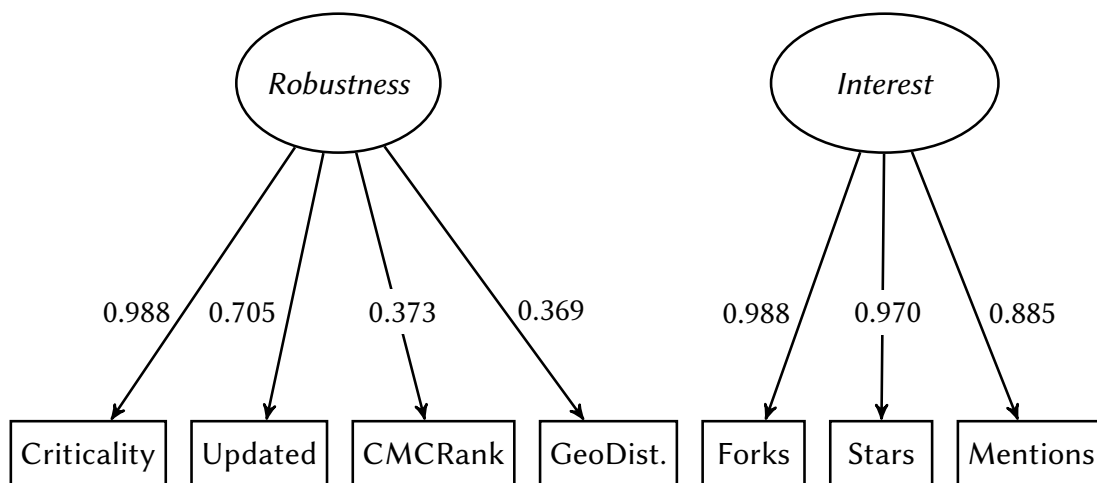 Robustness
Interest
0.988
0.705
0.373
0.369
0.988
0.970
0.885
Criticality
Updated
CMCRank
GeoDist.
Forks
Stars
Mentions